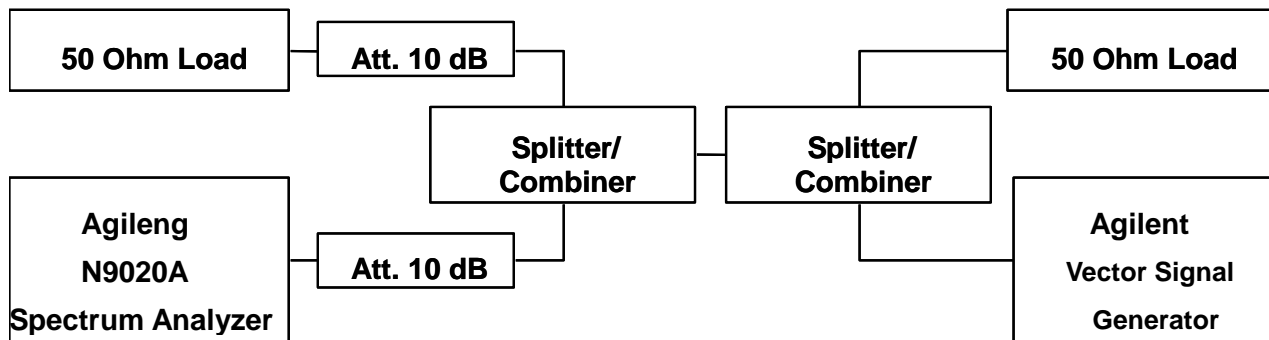 50 Ohm Load
Att. 10 dB
50 Ohm Load
Splitter/
Combiner
Splitter/
Combiner
Agileng
N9020A
Spectrum Analyzer
Att. 10 dB
Agilent
Vector Signal
Generator